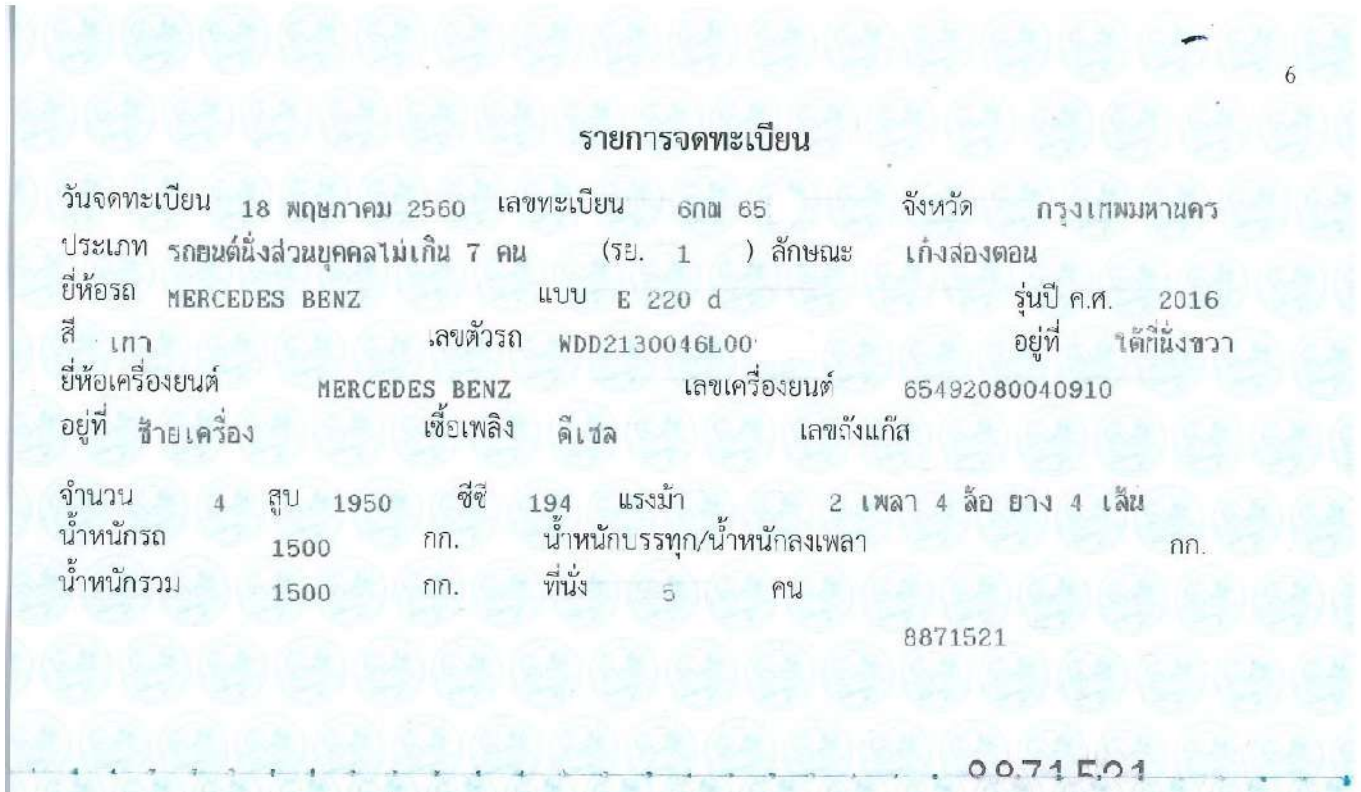 6
รายการจดทะเบียน
วันจดทะเบียน 18 พฤษภาคม 2560 เลขทะเบียน 6กฒ 65 จังหวัด กรุงเทพมหานคร
ประเภท รถยนต์นั่งส่วนบุคคลไม่เกิน 7 คน (รย. 1 ) ลักษณะ เก๋งสองตอน
ยี่ห้อรถ MERCEDES BENZ แบบ E 220 d รุ่นปี ค.ศ. 2016
สี เทา เลขตัวรถ WDD2130046L00 อยู่ที่ ใต้ที่นั่งขวา
ยี่ห้อเครื่องยนต์ MERCEDES BENZ เลขเครื่องยนต์ 65492080040910
อยู่ที่ ซ้ายเครื่อง เชื้อเพลิง ดีเซล เลขถังแก๊ส
จำนวน 4 สูบ 1950 ซีซี 194 แรงม้า 2 เพลา 4 ล้อ ยาง 4 เส้น
น้ำหนักรถ 1500 กก. น้ำหนักบรรทุก/น้ำหนักลงเพลา กก.
น้ำหนักรวม 1500 กก. ที่นั่ง 5 คน
8871521